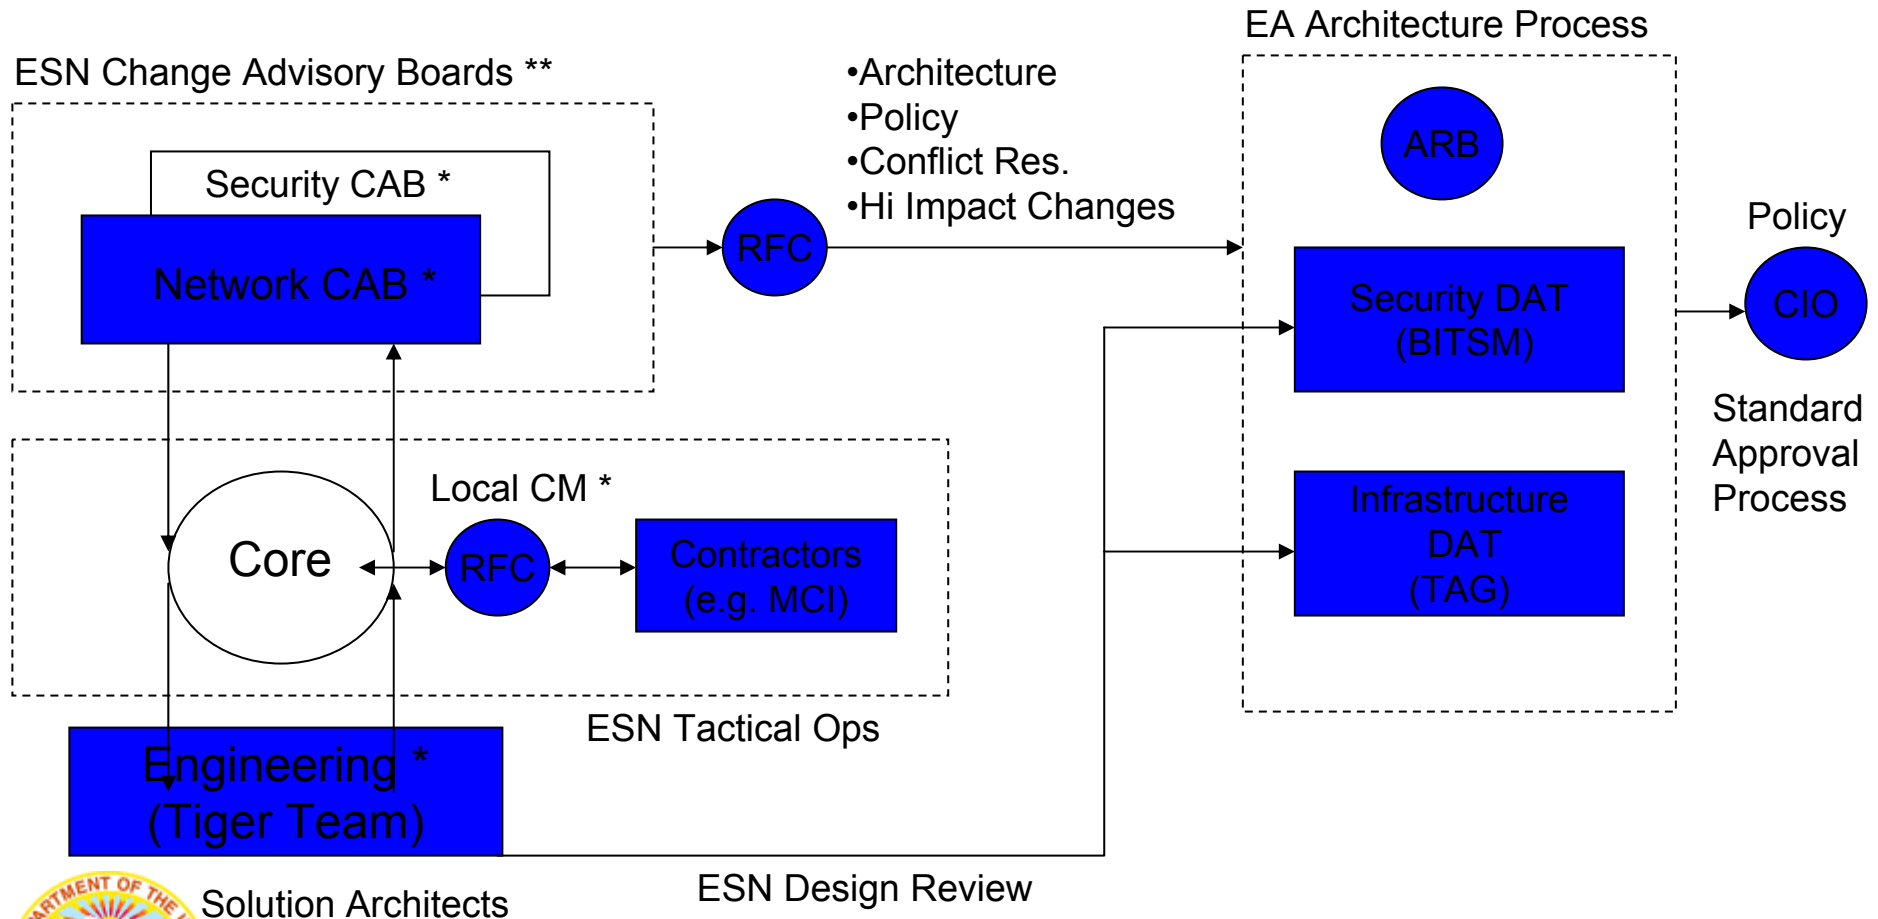 EA Architecture Process
ESN Change Advisory Boards **
•Architecture
•Policy
•Conflict Res.
•Hi Impact Changes
Security CAB *
Network CAB *
RFC
ARB
Security DAT
(BITSM)
Policy
CIO
Standard
Approval
Process
Infrastructure
DAT
(TAG)
Core
Local CM *
RFC
Contractors
(e.g. MCI)
ESN Tactical Ops
Engineering *
(Tiger Team)
Solution Architects
ESN Design Review
OF THE